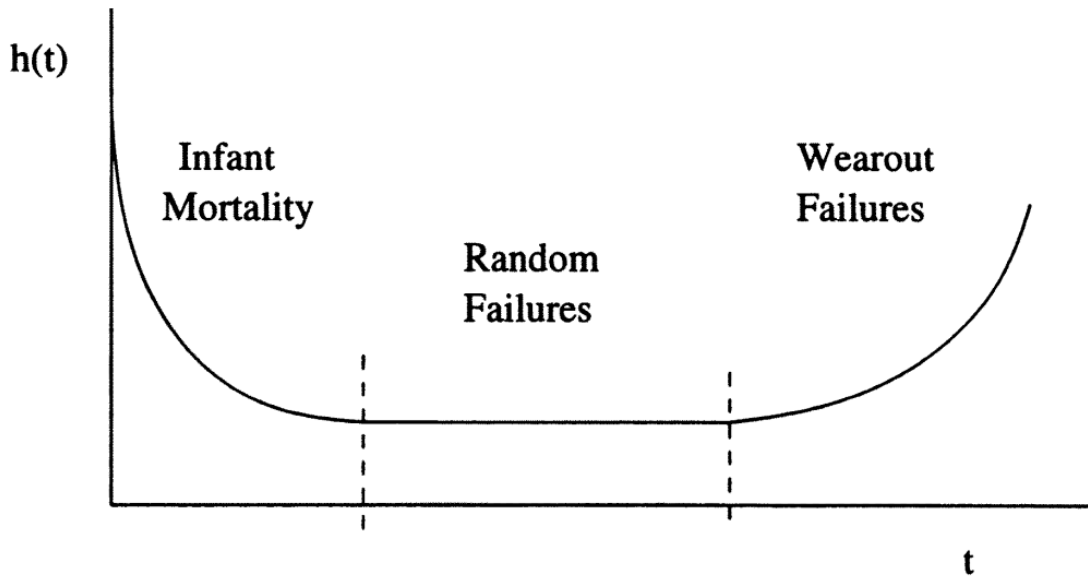 h(t)
Infant
Mortality
Random
Failures
Wearout
Failures
t